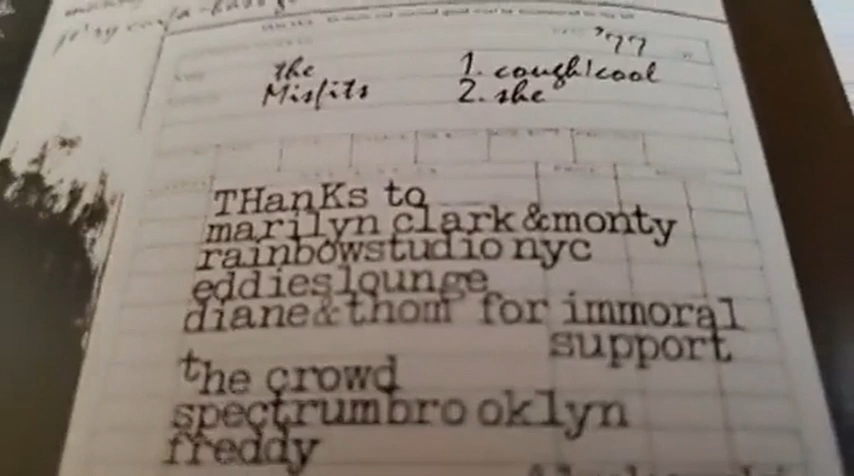 '77
the 1. cough/cool
Misfits 2. she
THanKs to
marilyn clark &monty
rainbowstudio nyc
eddieslounge
diane&thom for immoral
support
the crowd
spectrumbrooklyn
freddy